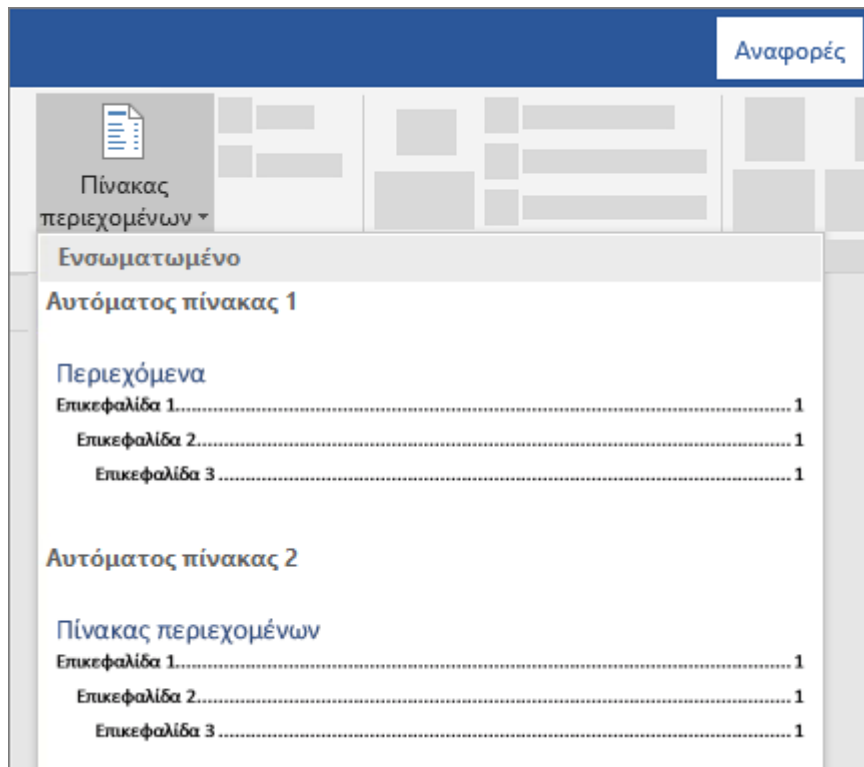 Αναφορές
Πίνακας
περιεχομένων
Ενσωματωμένο
Αυτόματος πίνακας 1
Περιεχόμενα
Επικεφαλίδα 1.......................................................................................................................1
Επικεφαλίδα 2...................................................................................................................1
Επικεφαλίδα 3................................................................................................................1
Αυτόματος πίνακας 2
Πίνακας περιεχομένων
Επικεφαλίδα 1.......................................................................................................................1
Επικεφαλίδα 2...................................................................................................................1
Επικεφαλίδα 3................................................................................................................1